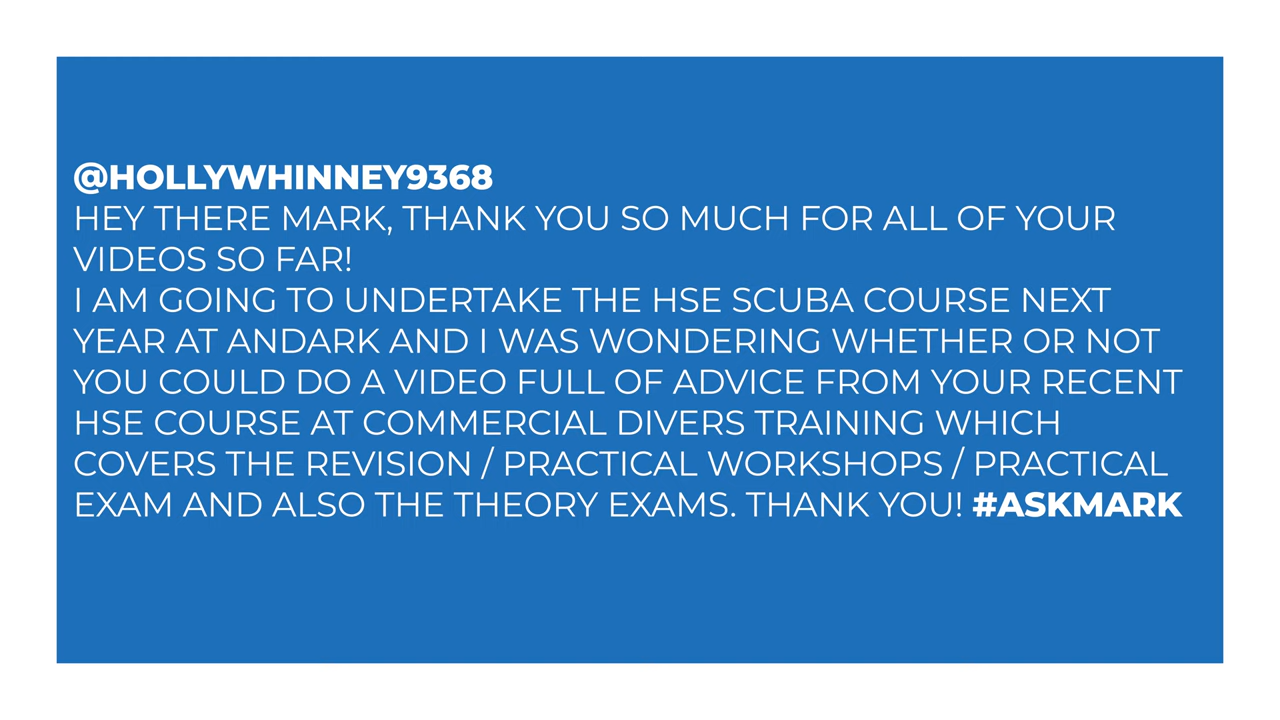 @HOLLYWHINNEY9368
HEY THERE MARK, THANK YOU SO MUCH FOR ALL OF YOUR
VIDEOS SO FAR!
I AM GOING TO UNDERTAKE THE HSE SCUBA COURSE NEXT
YEAR AT ANDARK AND I WAS WONDERING WHETHER OR NOT
YOU COULD DO A VIDEO FULL OF ADVICE FROM YOUR RECENT
HSE COURSE AT COMMERCIAL DIVERS TRAINING WHICH
COVERS THE REVISION / PRACTICAL WORKSHOPS / PRACTICAL
EXAM AND ALSO THE THEORY EXAMS. THANK YOU! #ASKMARK